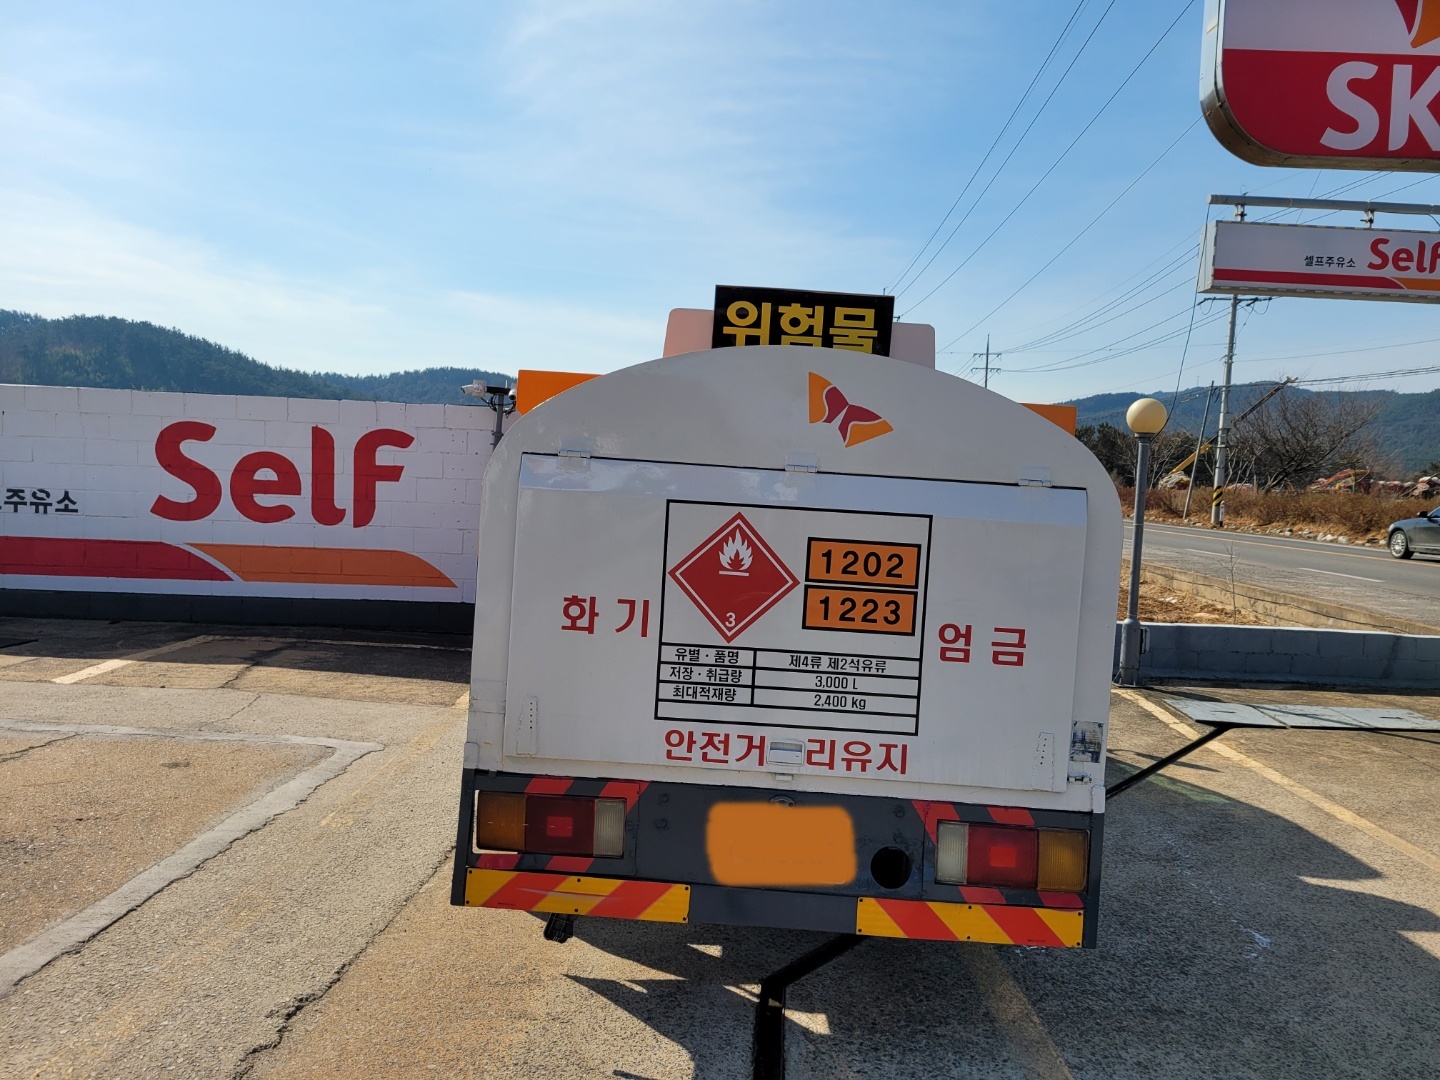 SK
셀프주유소 Self
위험물
Self
주유소
화기 엄금
3
1202
1223
유별·품명 제4류 제2석유류
저장·취급량 3,000 L
최대적재량 2,400 kg
안전거리유지